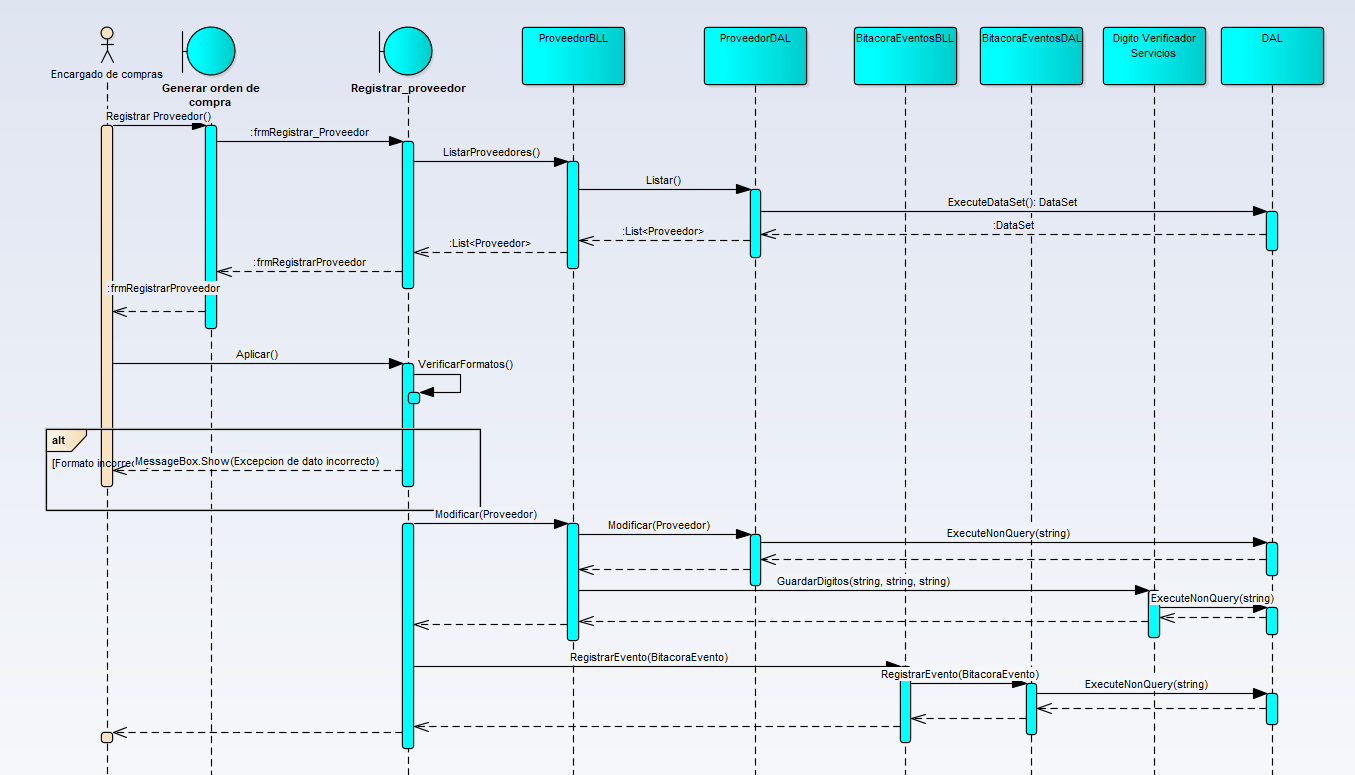 Encargado de compras
Generar orden de
compra
Registrar_proveedor
ProveedorBLL
ProveedorDAL
BitacoraEventosBLL
BitacoraEventosDAL
Digito Verificador
Servicios
DAL
Registrar Proveedor()
:frmRegistrar_Proveedor
ListarProveedores()
Listar()
ExecuteDataSet(): DataSet
:DataSet
:List<Proveedor>
:List<Proveedor>
:frmRegistrarProveedor
:frmRegistrarProveedor
Aplicar()
VerificarFormatos()
alt
[Formato incorrec
MessageBox.Show(Excepcion de dato incorrecto)
Modificar(Proveedor)
Modificar(Proveedor)
ExecuteNonQuery(string)
GuardarDigitos(string, string, string)
ExecuteNonQuery(string)
RegistrarEvento(BitacoraEvento)
RegistrarEvento(BitacoraEvento)
ExecuteNonQuery(string)